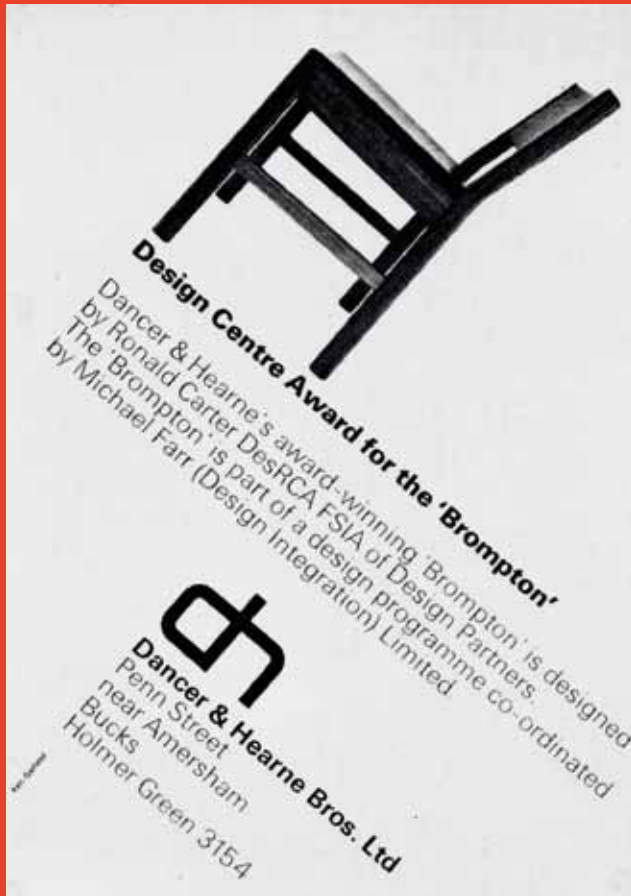 Design Centre Award for the ‘Brompton’
Dancer & Hearne's award-winning ‘Brompton’ is designed
by Ronald Carter DesRCA FSIA of Design Partners.
The ‘Brompton’ is part of a design programme co-ordinated
by Michael Farr (Design Integration) Limited
dh
Dancer & Hearne Bros. Ltd
Penn Street
near Amersham
Bucks
Holmer Green 3154